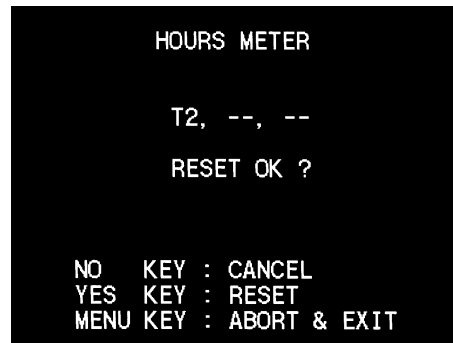 HOURS METER
T2, --, --
RESET OK ?
NO KEY : CANCEL
YES KEY : RESET
MENU KEY : ABORT & EXIT